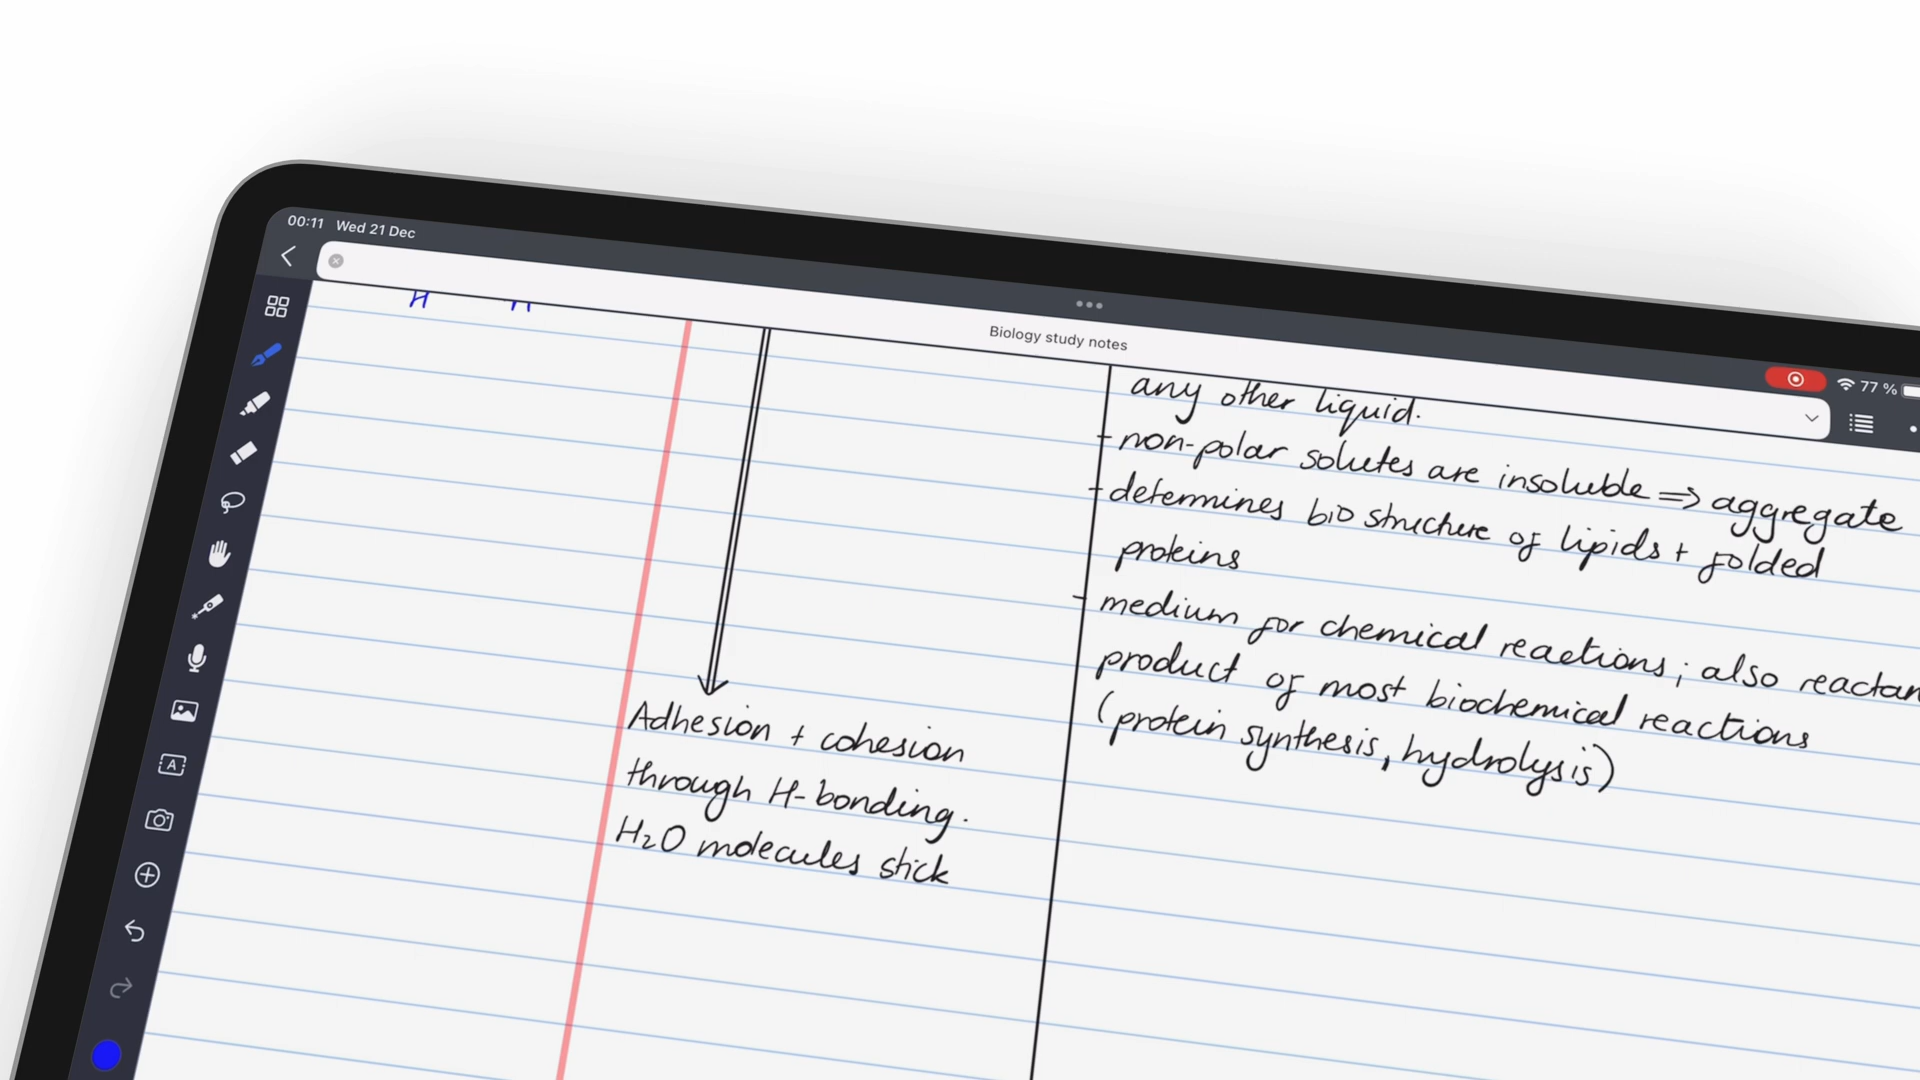 00:11 Wed 21 Dec
Biology study notes
77 %
any other liquid.
- non-polar solutes are insoluble => aggregate
- determines bio structure of lipids + folded
proteins
- medium for chemical reactions; also
product of most biochemical reactions
(protein synthesis, hydrolysis)
Adhesion + cohesion
through H-bonding.
H₂O molecules stick